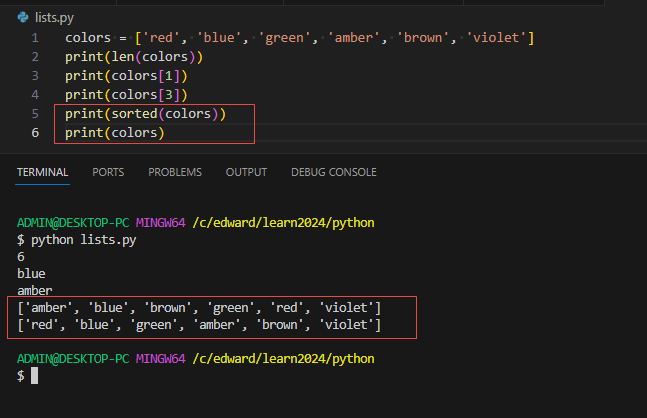 lists.py
1 colors = ['red', 'blue', 'green', 'amber', 'brown', 'violet']
2 print(len(colors))
3 print(colors[1])
4 print(colors[3])
5 print(sorted(colors))
6 print(colors)
TERMINAL PORTS PROBLEMS OUTPUT DEBUG CONSOLE
ADMIN@DESKTOP-PC MINGW64 /c/edward/learn2024/python
$ python lists.py
6
blue
amber
['amber', 'blue', 'brown', 'green', 'red', 'violet']
['red', 'blue', 'green', 'amber', 'brown', 'violet']
ADMIN@DESKTOP-PC MINGW64 /c/edward/learn2024/python
$